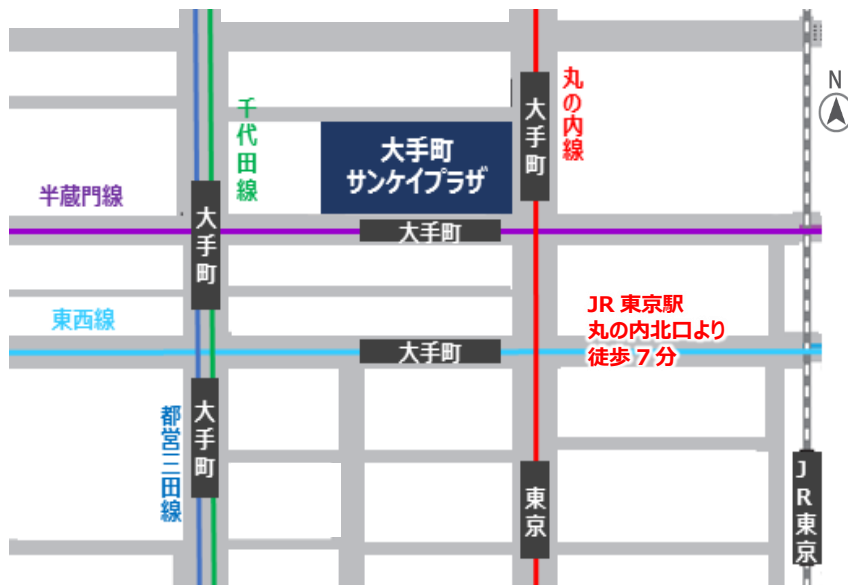 N
丸の内線
千代田線
大手町
大手町
サンケイプラザ
半蔵門線
大手町
大手町
JR 東京駅
丸の内北口より
徒歩 7 分
東西線
大手町
大手町
都営三田線
東京
JR東京